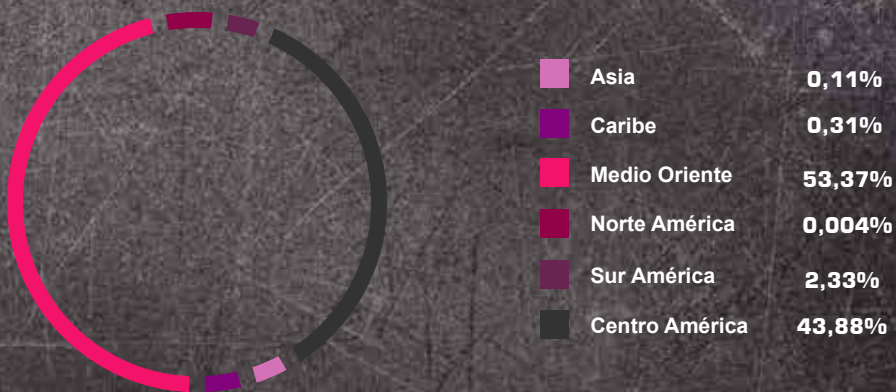 Asia 0,11%
Caribe 0,31%
Medio Oriente 53,37%
Norte América 0,004%
Sur América 2,33%
Centro América 43,88%